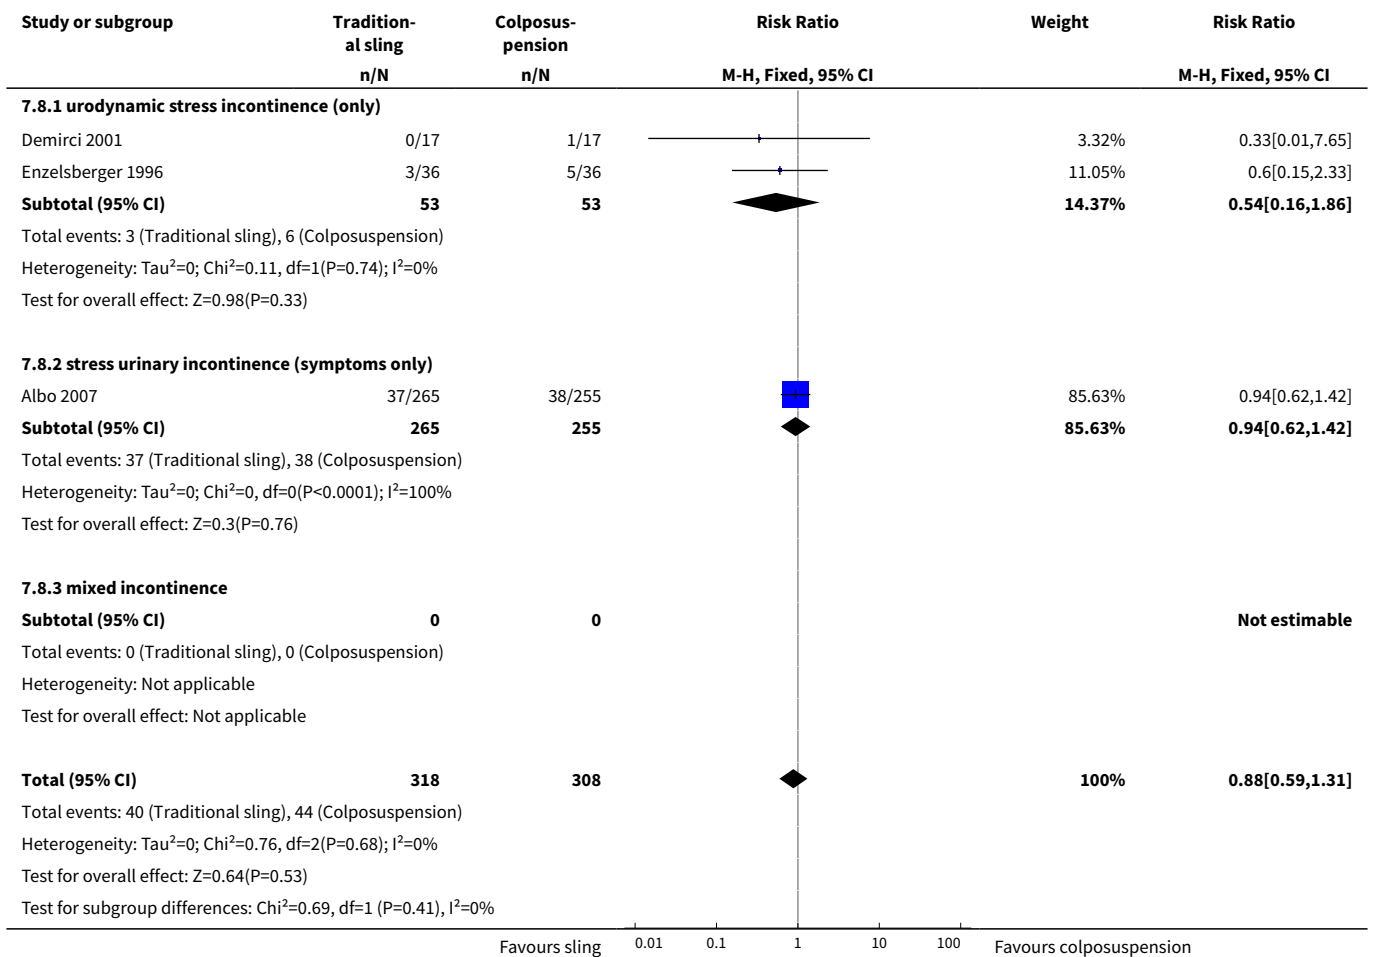 Study or subgroup Tradition- Colposus- Risk Ratio Weight Risk Ratio
al sling pension
n/N n/N M-H, Fixed, 95% CI M-H, Fixed, 95% CI
7.8.1 urodynamic stress incontinence (only)
Demirci 2001 0/17 1/17 3.32% 0.33[0.01,7.65]
Enzelsberger 1996 3/36 5/36 11.05% 0.6[0.15,2.33]
Subtotal (95% CI) 53 53 14.37% 0.54[0.16,1.86]
Total events: 3 (Traditional sling), 6 (Colposuspension)
Heterogeneity: Tau²=0; Chi²=0.11, df=1(P=0.74); I²=0%
Test for overall effect: Z=0.98(P=0.33)
7.8.2 stress urinary incontinence (symptoms only)
Albo 2007 37/265 38/255 85.63% 0.94[0.62,1.42]
Subtotal (95% CI) 265 255 85.63% 0.94[0.62,1.42]
Total events: 37 (Traditional sling), 38 (Colposuspension)
Heterogeneity: Tau²=0; Chi²=0, df=0(P<0.0001); I²=100%
Test for overall effect: Z=0.3(P=0.76)
7.8.3 mixed incontinence
Subtotal (95% CI) 0 0 Not estimable
Total events: 0 (Traditional sling), 0 (Colposuspension)
Heterogeneity: Not applicable
Test for overall effect: Not applicable
Total (95% CI) 318 308 100% 0.88[0.59,1.31]
Total events: 40 (Traditional sling), 44 (Colposuspension)
Heterogeneity: Tau²=0; Chi²=0.76, df=2(P=0.68); I²=0%
Test for overall effect: Z=0.64(P=0.53)
Test for subgroup differences: Chi²=0.69, df=1 (P=0.41), I²=0%
Favours sling 0.01 0.1 1 10 100 Favours colposuspension